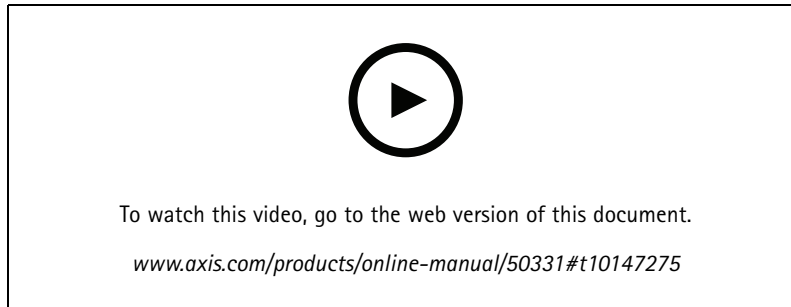 To watch this video, go to the web version of this document.
www.axis.com/products/online-manual/50331#t10147275